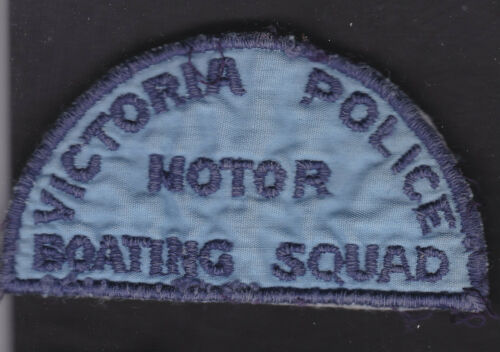 VICTORIA POLICE
MOTOR
BOATING SQUAD